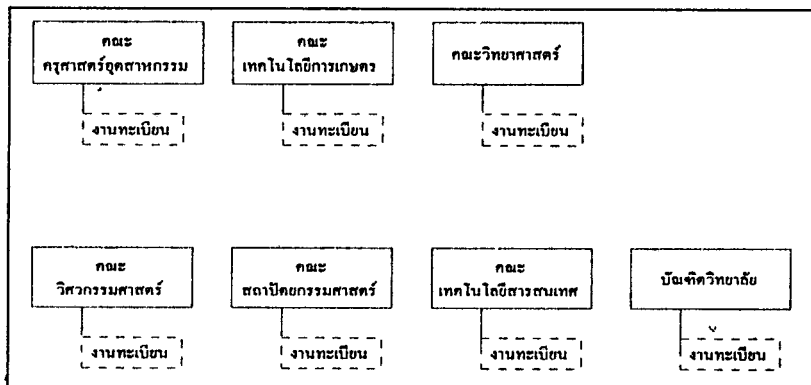 คณะ
ครุศาสตร์อุตสาหกรรม
งานทะเบียน
คณะ
เทคโนโลยีการเกษตร
งานทะเบียน
คณะวิทยาศาสตร์
งานทะเบียน
คณะ
วิศวกรรมศาสตร์
งานทะเบียน
คณะ
สถาปัตยกรรมศาสตร์
งานทะเบียน
คณะ
เทคโนโลยีสารสนเทศ
งานทะเบียน
บัณฑิตวิทยาลัย
งานทะเบียน